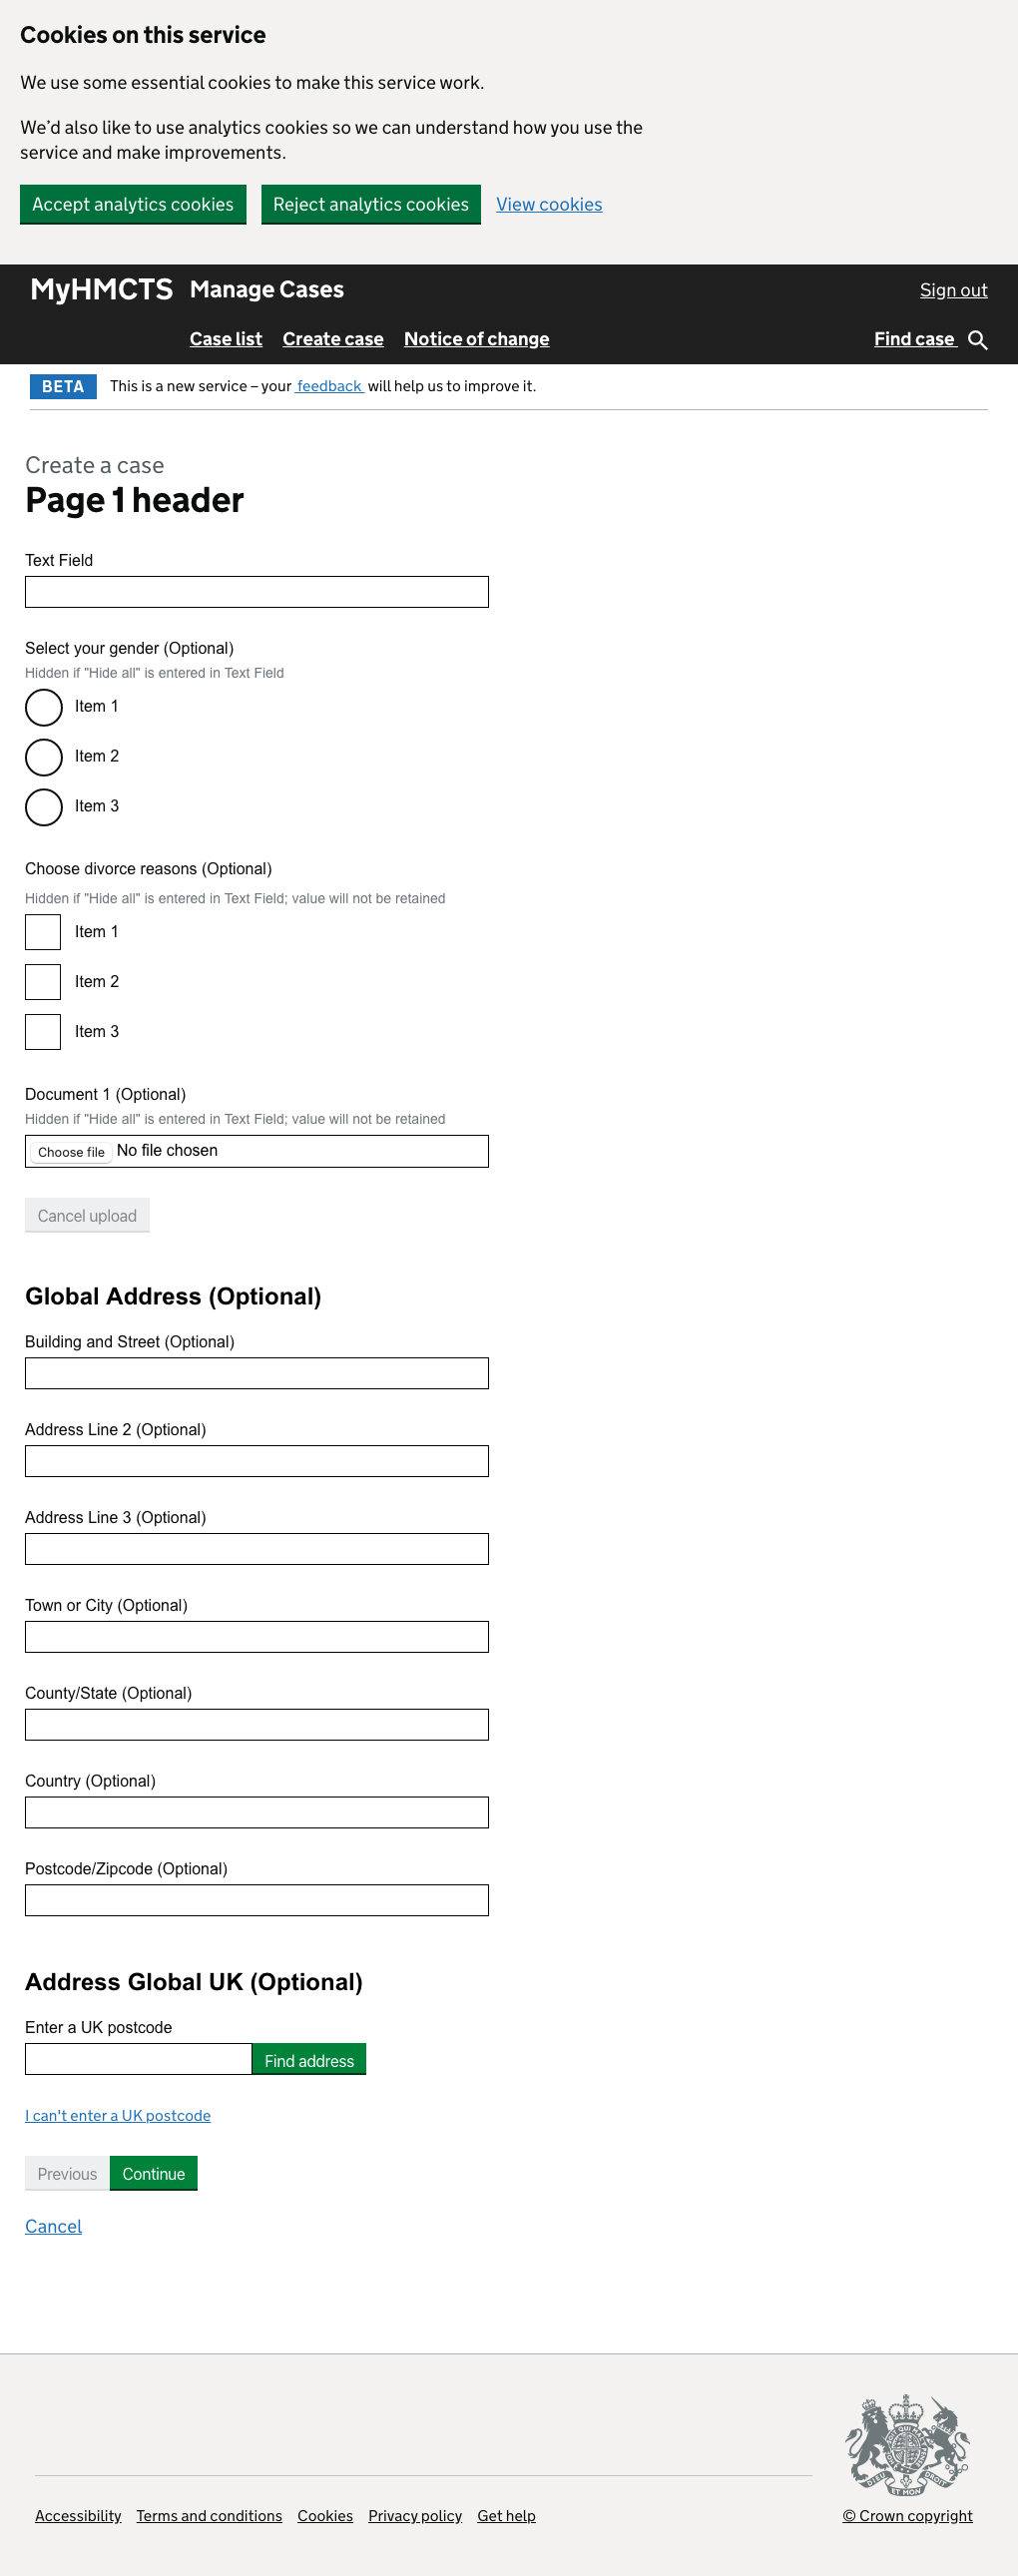 Cookies on this service
We use some essential cookies to make this service work.
We’d also like to use analytics cookies so we can understand how you use the
service and make improvements.
Accept analytics cookies Reject analytics cookies View cookies
MyHMCTS Manage Cases Sign out
Case list Create case Notice of change Find case
BETA This is a new service – your feedback will help us to improve it.
Create a case
Page 1 header
Text Field
Select your gender (Optional)
Hidden if "Hide all" is entered in Text Field
Item 1
Item 2
Item 3
Choose divorce reasons (Optional)
Hidden if "Hide all" is entered in Text Field; value will not be retained
Item 1
Item 2
Item 3
Document 1 (Optional)
Hidden if "Hide all" is entered in Text Field; value will not be retained
Choose file No file chosen
Cancel upload
Global Address (Optional)
Building and Street (Optional)
Address Line 2 (Optional)
Address Line 3 (Optional)
Town or City (Optional)
County/State (Optional)
Country (Optional)
Postcode/Zipcode (Optional)
Address Global UK (Optional)
Enter a UK postcode
Find address
I can't enter a UK postcode
Previous Continue
Cancel
Accessibility Terms and conditions Cookies Privacy policy Get help © Crown copyright